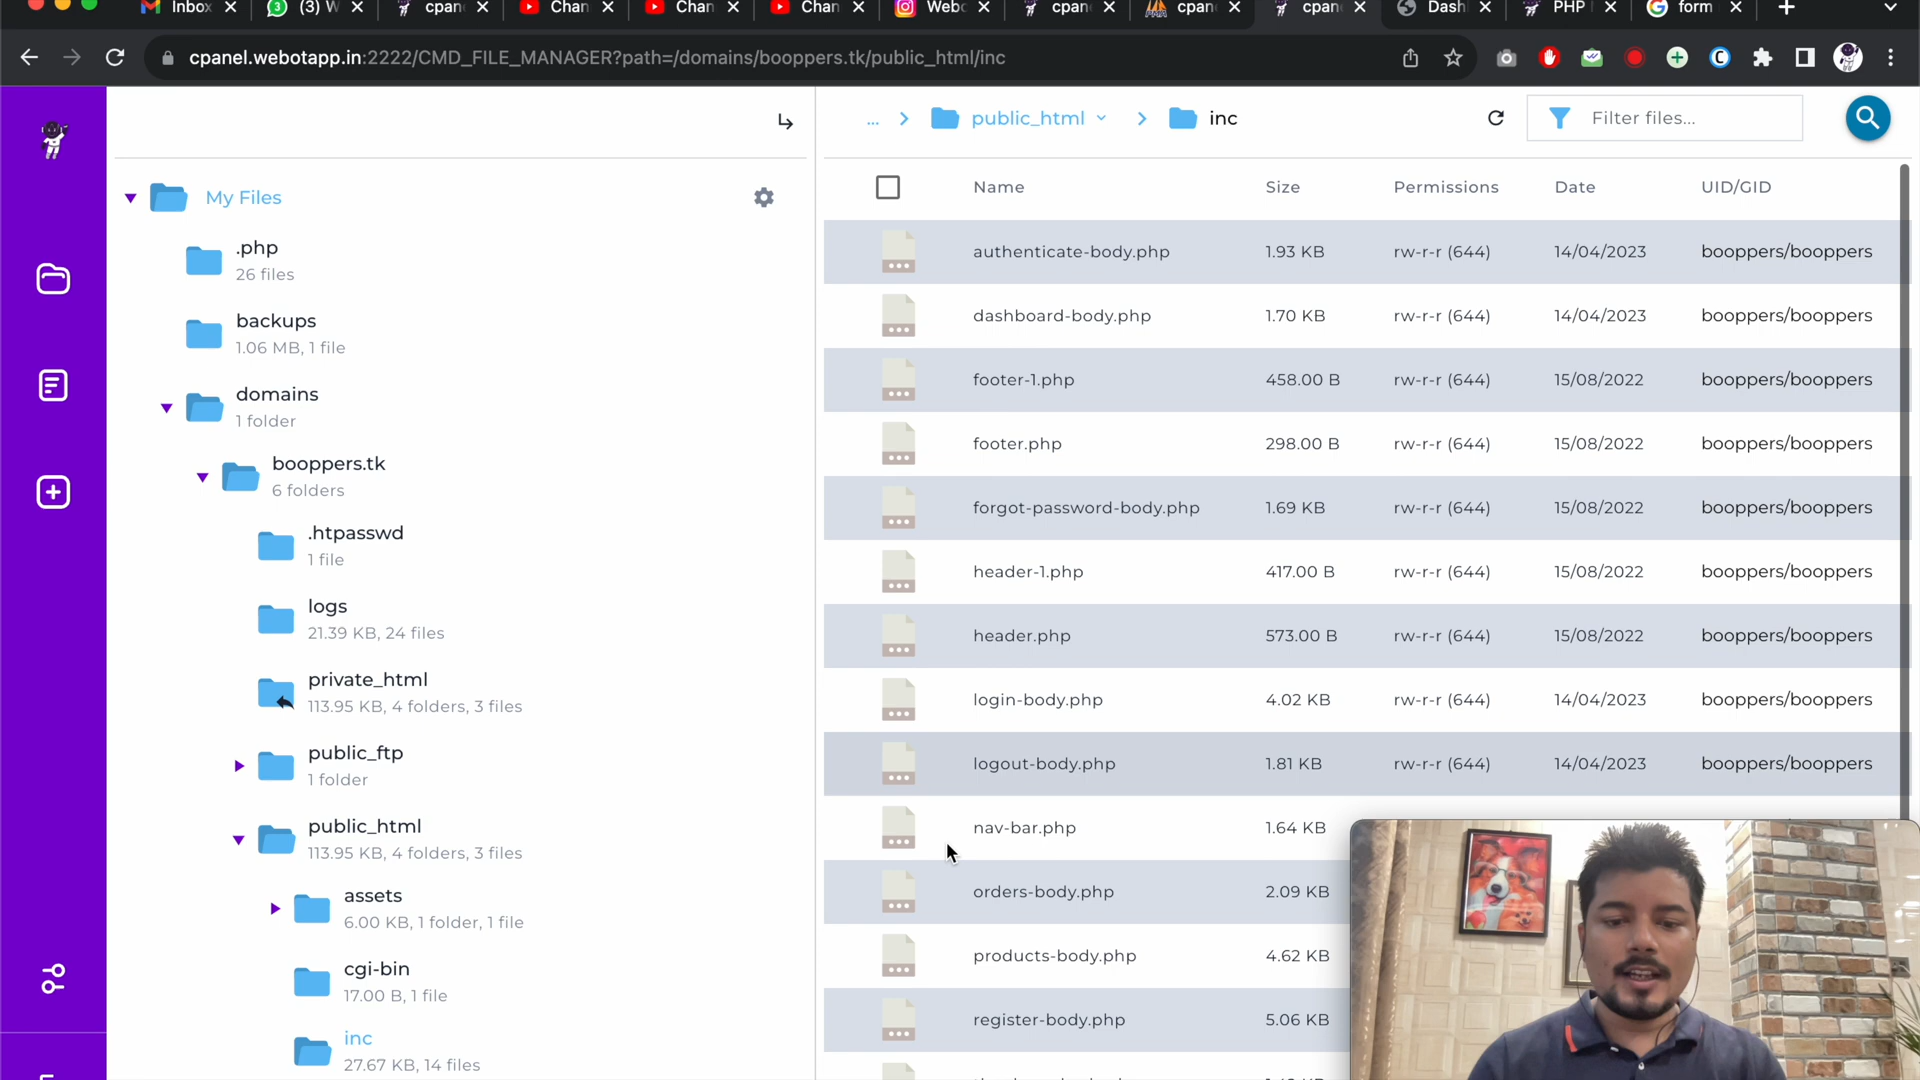 Inbox
(3) W
cpan
Chan
Chan
Chan
Webo
cpan
cpan
cpan
Dash
PHP
form
cpanel.webotapp.in:2222/CMD_FILE_MANAGER?path=/domains/booppers.tk/public_html/inc
... public_html inc
Filter files...
My Files
.php
26 files
backups
1.06 MB, 1 file
domains
1 folder
booppers.tk
6 folders
.htpasswd
1 file
logs
21.39 KB, 24 files
private_html
113.95 KB, 4 folders, 3 files
public_ftp
1 folder
public_html
113.95 KB, 4 folders, 3 files
assets
6.00 KB, 1 folder, 1 file
cgi-bin
17.00 B, 1 file
inc
27.67 KB, 14 files
Name Size Permissions Date UID/GID
authenticate-body.php 1.93 KB rw-r-r (644) 14/04/2023 booppers/booppers
dashboard-body.php 1.70 KB rw-r-r (644) 14/04/2023 booppers/booppers
footer-1.php 458.00 B rw-r-r (644) 15/08/2022 booppers/booppers
footer.php 298.00 B rw-r-r (644) 15/08/2022 booppers/booppers
forgot-password-body.php 1.69 KB rw-r-r (644) 15/08/2022 booppers/booppers
header-1.php 417.00 B rw-r-r (644) 15/08/2022 booppers/booppers
header.php 573.00 B rw-r-r (644) 15/08/2022 booppers/booppers
login-body.php 4.02 KB rw-r-r (644) 14/04/2023 booppers/booppers
logout-body.php 1.81 KB rw-r-r (644) 14/04/2023 booppers/booppers
nav-bar.php 1.64 KB
orders-body.php 2.09 KB
products-body.php 4.62 KB
register-body.php 5.06 KB